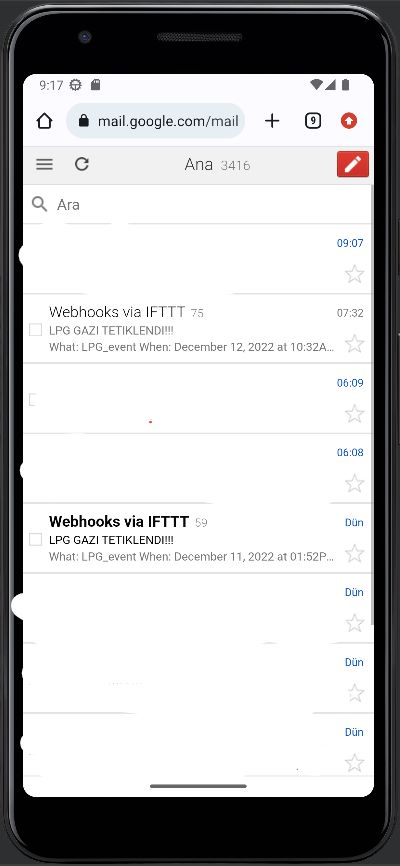 9:17
mail.google.com/mail
9
Ana 3416
Ara
09:07
Webhooks via IFTTT 75
07:32
LPG GAZI TETIKLENDI!!!
What: LPG_event When: December 12, 2022 at 10:32A...
06:09
06:08
Webhooks via IFTTT 59
Dün
LPG GAZI TETIKLENDI!!!
What: LPG_event When: December 11, 2022 at 01:52P...
Dün
Dün
Dün